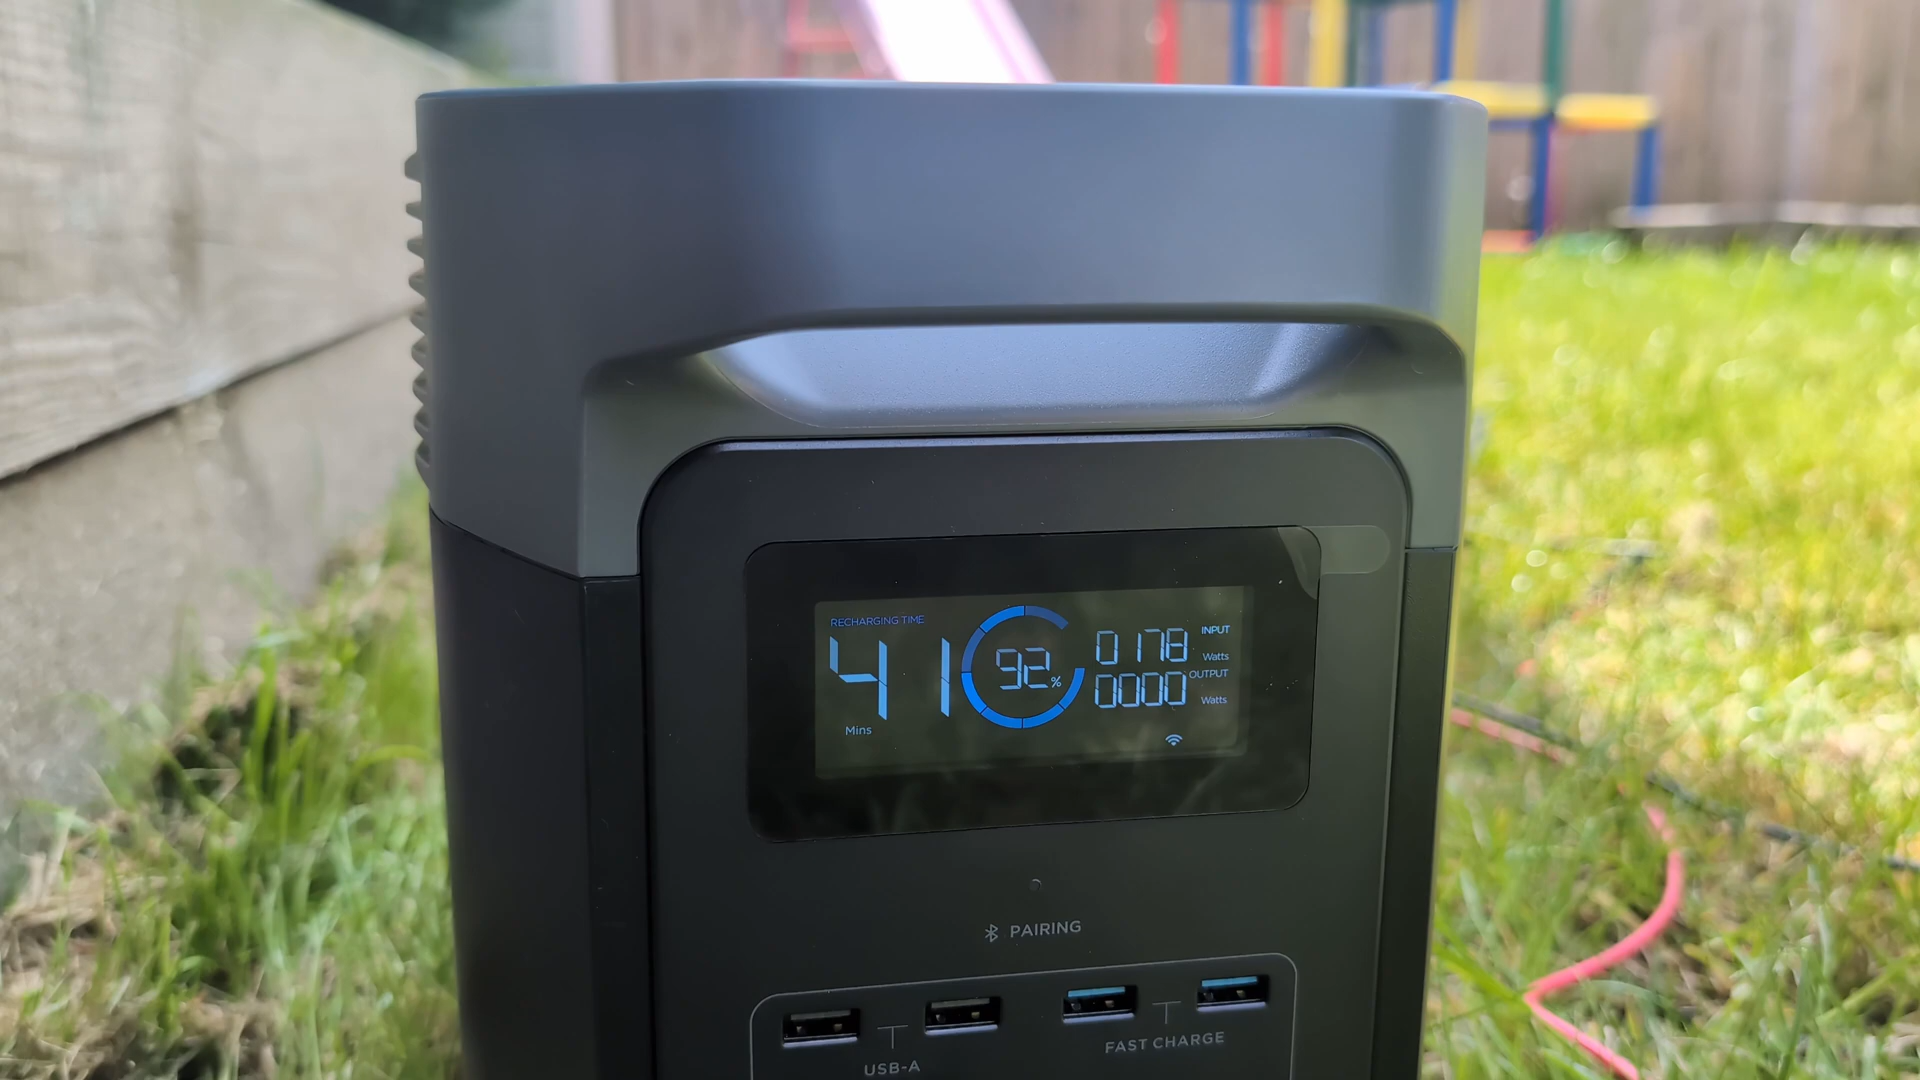 RECHARGING TIME
41
Mins
92%
0178 INPUT
Watts
0000 OUTPUT
Watts
PAIRING
USB-A
FAST CHARGE